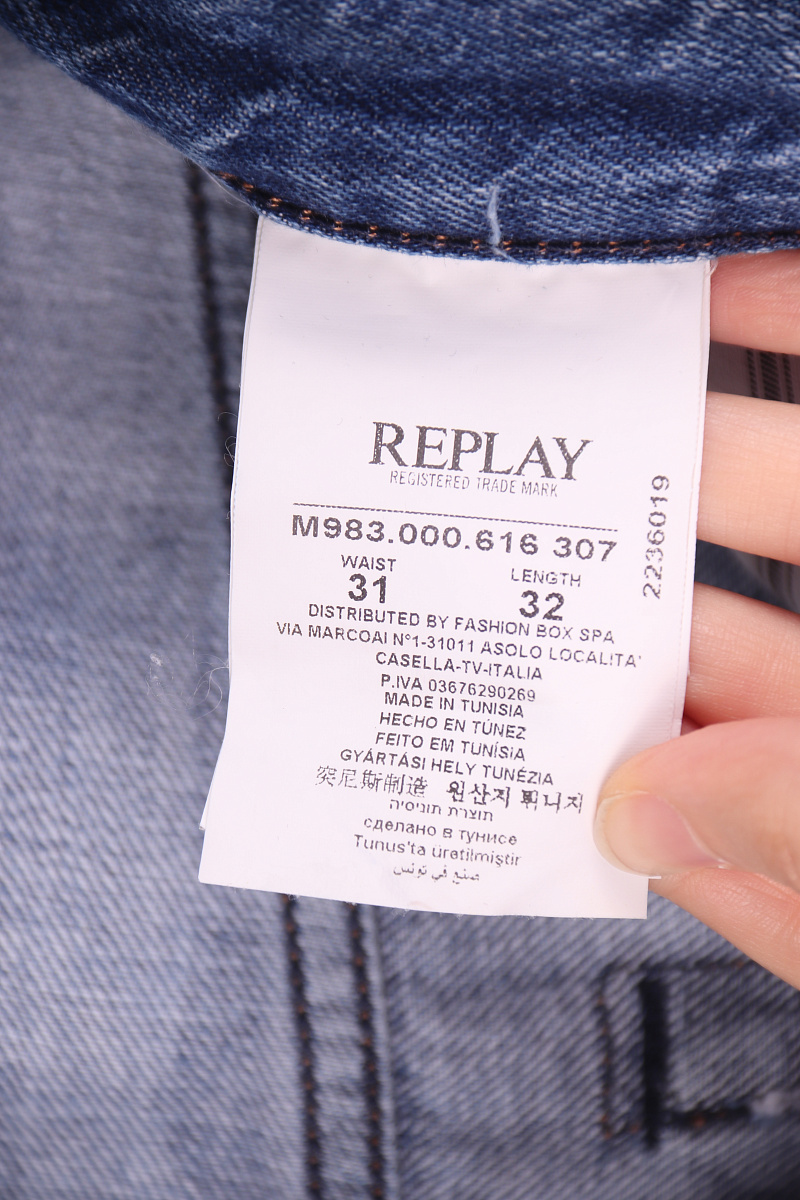 REPLAY
REGISTERED TRADE MARK
M983.000.616 307
WAIST LENGTH
31 32
DISTRIBUTED BY FASHION BOX SPA
VIA MARCOAI N°1-31011 ASOLO LOCALITA'
CASELLA-TV-ITALIA
P.IVA 03676290269
MADE IN TUNISIA
HECHO EN TÚNEZ
FEITO EM TUNÍSIA
GYÁRTÁSI HELY TUNÉZIA
突尼斯制造 원산지 튀니지
תוצרת תוניסיה
сделано в тунисе
Tunus'ta üretilmiştir
صنع في تونس
2236019